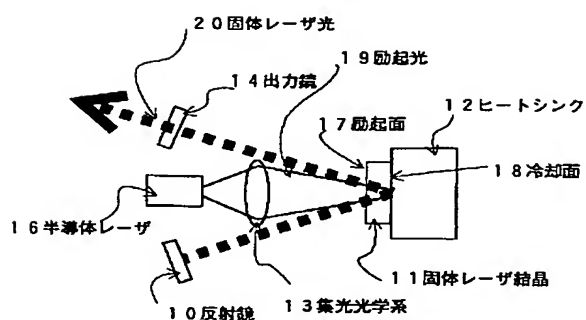 20固体レーザ光
19励起光
14出力鏡
12ヒートシンク
17励起面
18冷却面
16半導体レーザ
11固体レーザ結晶
10反射鏡
13集光光学系